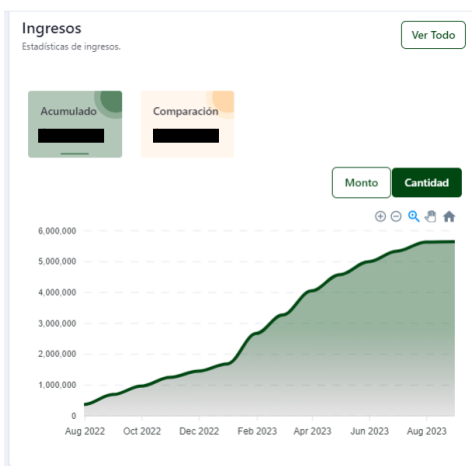 Ingresos
Ver Todo
Estadísticas de ingresos.
Acumulado
Comparación
Monto
Cantidad
6,000,000
5,000,000
4,000,000
3,000,000
2,000,000
1,000,000
0
Aug 2022 Oct 2022 Dec 2022 Feb 2023 Apr 2023 Jun 2023 Aug 2023